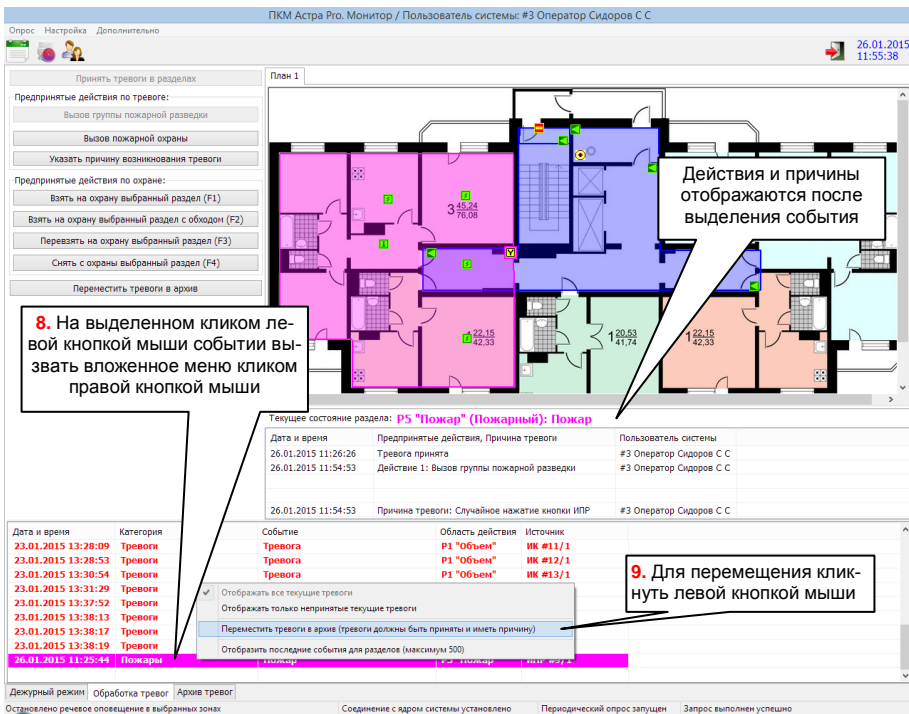 ПКМ Астра Pro. Монитор / Пользователь системы: #3 Оператор Сидоров С С
Опрос Настройка Дополнительно
26.01.2015
11:55:38
Принять тревоги в разделах
Предпринятые действия по тревоге:
Вызов группы пожарной разведки
Вызов пожарной охраны
Указать причину возникнования тревоги
Предпринятые действия по охране:
Взять на охрану выбранный раздел (F1)
Взять на охрану выбранный раздел с обходом (F2)
Перевзять на охрану выбранный раздел (F3)
Снять с охраны выбранный раздел (F4)
Переместить тревоги в архив
План 1
3 45,24
76,08
22,15
42,33
1 20,53
41,74
1 22,15
42,33
Действия и причины
отображаются после
выделения события
8. На выделенном кликом ле-
вой кнопкой мыши событии вы-
звать вложенное меню кликом
правой кнопкой мыши
Текущее состояние раздела: Р5 "Пожар" (Пожарный): Пожар
Дата и время Предпринятые действия, Причина тревоги Пользователь системы
26.01.2015 11:26:26 Тревога принята #3 Оператор Сидоров С С
26.01.2015 11:54:53 Действие 1: Вызов группы пожарной разведки #3 Оператор Сидоров С С
26.01.2015 11:54:53 Причина тревоги: Случайное нажатие кнопки ИПР #3 Оператор Сидоров С С
Дата и время Категория Событие Область действия Источник
23.01.2015 13:28:09 Тревоги Тревога Р1 "Объем" ИК #11/1
23.01.2015 13:28:53 Тревоги Тревога Р1 "Объем" ИК #12/1
23.01.2015 13:30:54 Тревоги Тревога Р1 "Объем" ИК #13/1
23.01.2015 13:31:29 Тревоги
23.01.2015 13:37:52 Тревоги
23.01.2015 13:38:13 Тревоги
23.01.2015 13:38:17 Тревоги
23.01.2015 13:38:19 Тревоги
26.01.2015 11:25:44 Пожары Пожар Р5 "Пожар" ИПР #9/1
Отображать все текущие тревоги
Отображать только непринятые текущие тревоги
Переместить тревоги в архив (тревоги должны быть приняты и иметь причину)
Отобразить последние события для разделов (максимум 500)
9. Для перемещения клик-
нуть левой кнопкой мыши
Дежурный режим Обработка тревог Архив тревог
Остановлено речевое оповещение в выбранных зонах Соединение с ядром системы установлено Периодический опрос запущен Запрос выполнен успешно